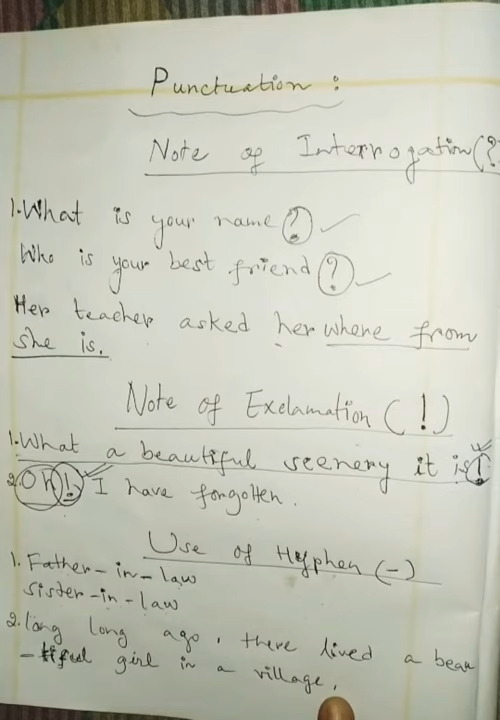 Punctuation :
Note of Interrogation (?
1. What is your name ?
Who is your best friend ?
Her teacher asked her where from
she is.
Note of Exclamation ( ! )
1. What a beautiful scenery it is !
2. Oh ! I have forgotten.
Use of Hyphen (-)
1. Father - in - law
sister - in - law
2. long long ago, there lived a beau
- tiful girl in a village.